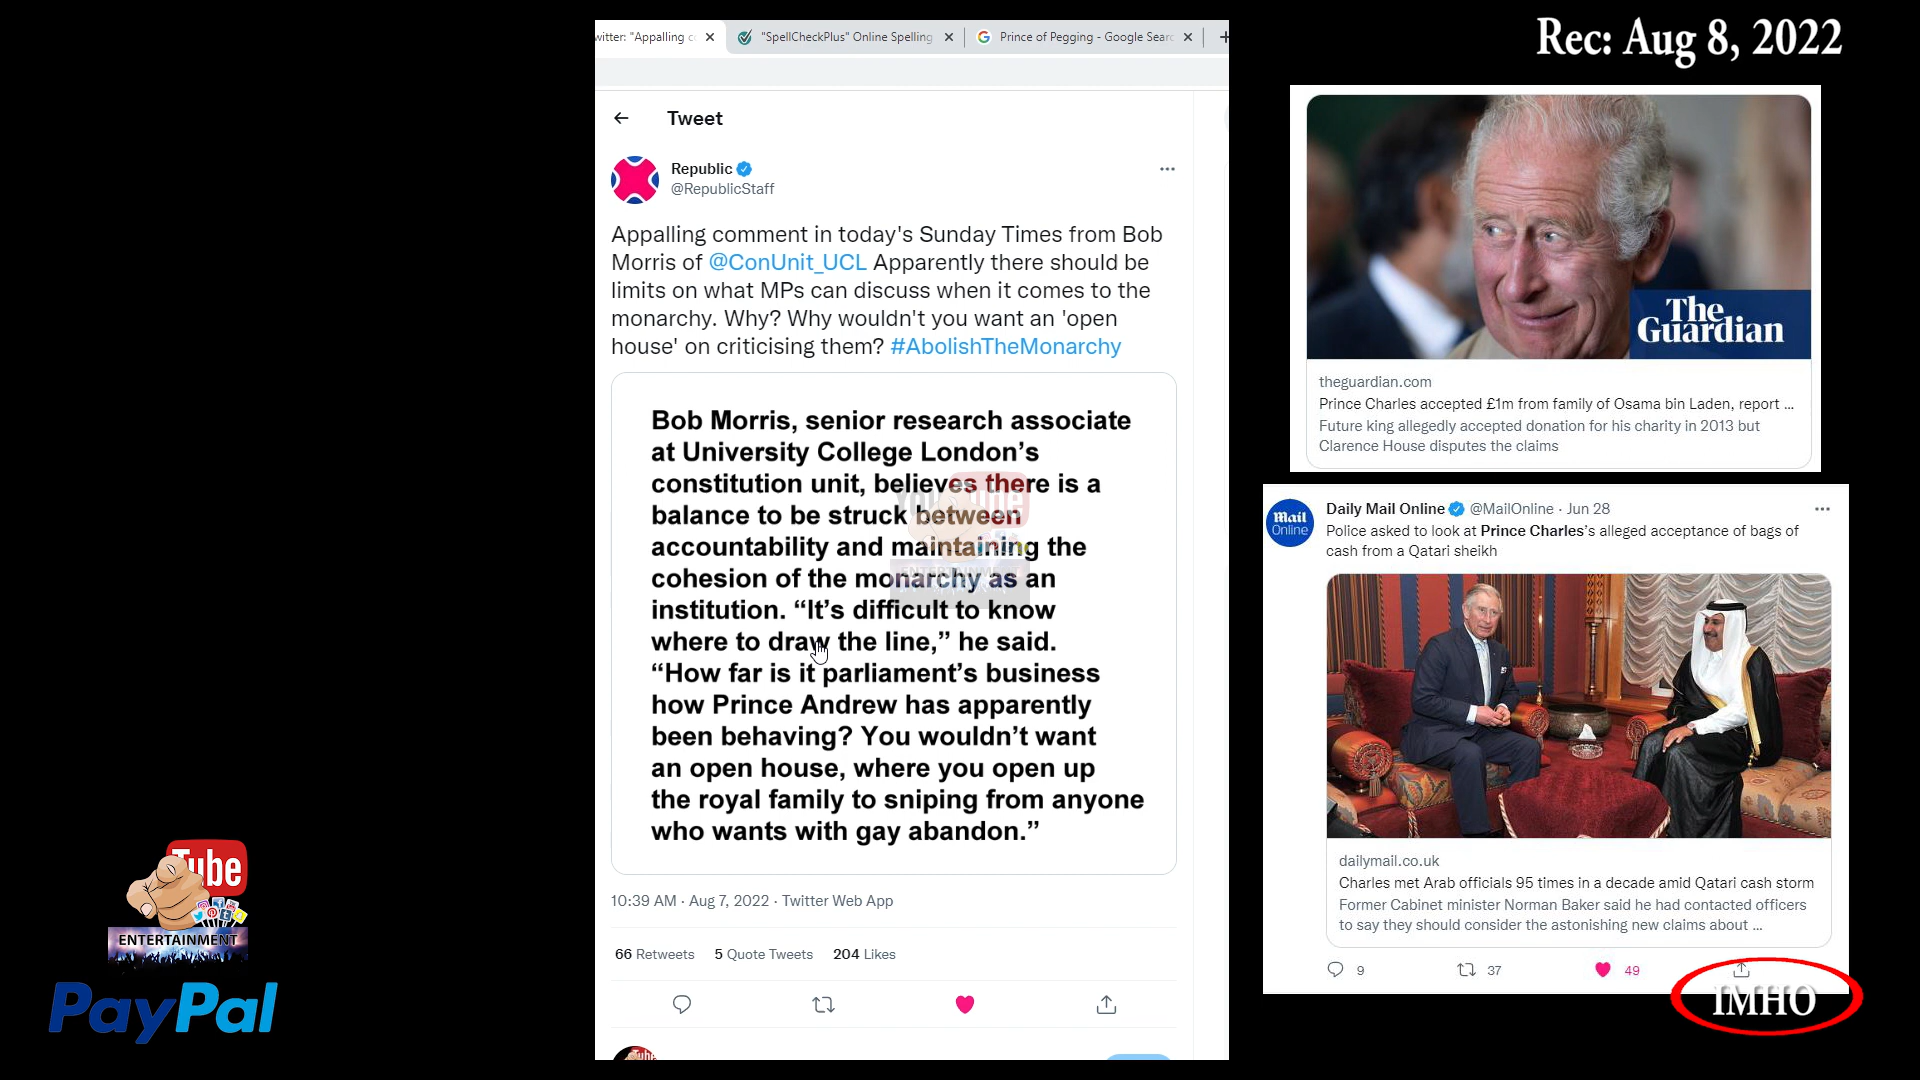 Rec: Aug 8, 2022
witter: "Appalling c
"SpellCheckPlus" Online Spelling
Prince of Pegging - Google Searc
Tweet
Republic
@RepublicStaff
Appalling comment in today's Sunday Times from Bob
Morris of @ConUnit_UCL Apparently there should be
limits on what MPs can discuss when it comes to the
monarchy. Why? Why wouldn't you want an 'open
house' on criticising them? #AbolishTheMonarchy
Bob Morris, senior research associate
at University College London’s
constitution unit, believes there is a
balance to be struck between
accountability and maintaining the
cohesion of the monarchy as an
institution. “It’s difficult to know
where to draw the line,” he said.
“How far is it parliament’s business
how Prince Andrew has apparently
been behaving? You wouldn’t want
an open house, where you open up
the royal family to sniping from anyone
who wants with gay abandon.”
10:39 AM · Aug 7, 2022 · Twitter Web App
66 Retweets 5 Quote Tweets 204 Likes
Tube
The
Guardian
theguardian.com
Prince Charles accepted £1m from family of Osama bin Laden, report ...
Future king allegedly accepted donation for his charity in 2013 but
Clarence House disputes the claims
Mail
Online
Daily Mail Online @MailOnline · Jun 28
Police asked to look at Prince Charles’s alleged acceptance of bags of
cash from a Qatari sheikh
dailymail.co.uk
Charles met Arab officials 95 times in a decade amid Qatari cash storm
Former Cabinet minister Norman Baker said he had contacted officers
to say they should consider the astonishing new claims about ...
9 37 49
IMHO
Tube
ENTERTAINMENT
PayPal